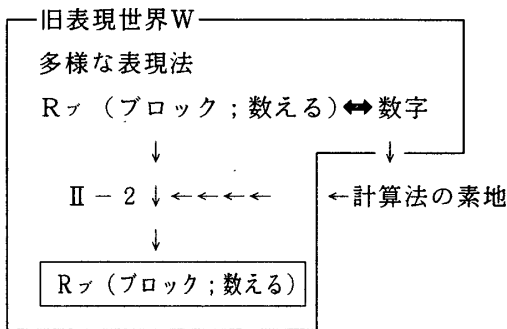 旧表現世界W
多様な表現法
Rブ（ブロック；数える）⬌数字
↓ ↓
Ⅱ－2↓←←←← ←計算法の素地
↓
Rブ（ブロック；数える）